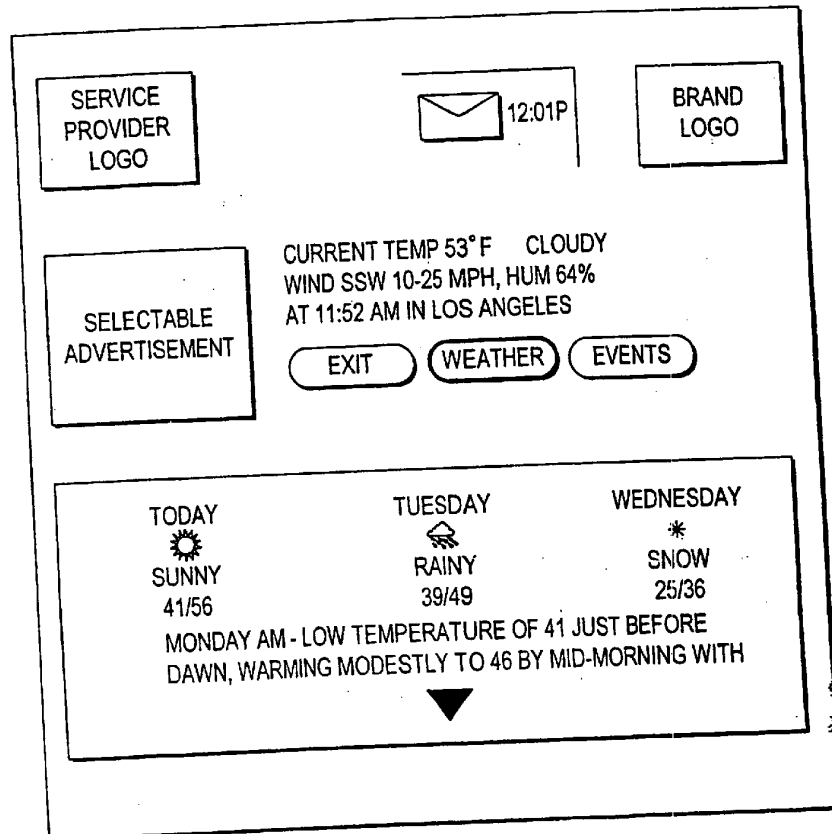 SERVICE
PROVIDER
LOGO
12:01P
BRAND
LOGO
SELECTABLE
ADVERTISEMENT
CURRENT TEMP 53°F CLOUDY
WIND SSW 10-25 MPH, HUM 64%
AT 11:52 AM IN LOS ANGELES
EXIT WEATHER EVENTS
TODAY TUESDAY WEDNESDAY
SUNNY RAINY SNOW
41/56 39/49 25/36
MONDAY AM - LOW TEMPERATURE OF 41 JUST BEFORE
DAWN, WARMING MODESTLY TO 46 BY MID-MORNING WITH